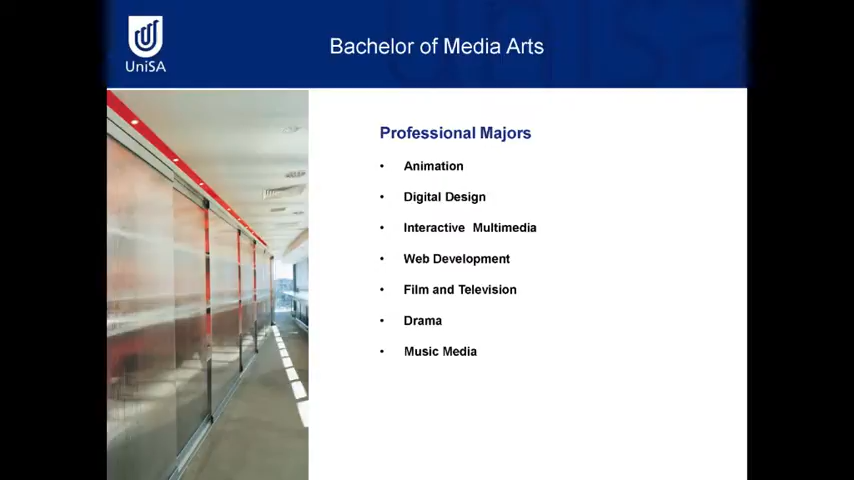 UniSA
Bachelor of Media Arts
Professional Majors
• Animation
• Digital Design
• Interactive Multimedia
• Web Development
• Film and Television
• Drama
• Music Media